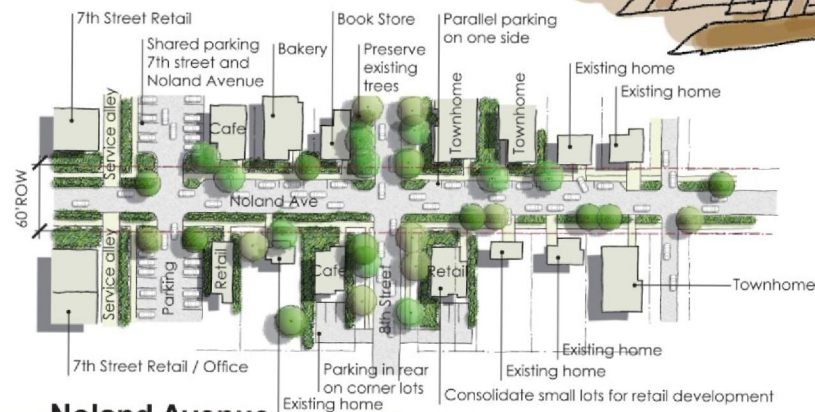 7th Street Retail
Shared parking
7th street and
Noland Avenue
Bakery
Book Store
Preserve
existing
trees
Parallel parking
on one side
Existing home
Existing home
Service alley
Cafe
Townhome
Townhome
60'ROW
Noland Ave
Service alley
Parking
Retail
Cafe
8th Street
Retail
Townhome
7th Street Retail / Office
Existing home
Parking in rear
on corner lots
Existing home
Existing home
Consolidate small lots for retail development
Noland Avenue